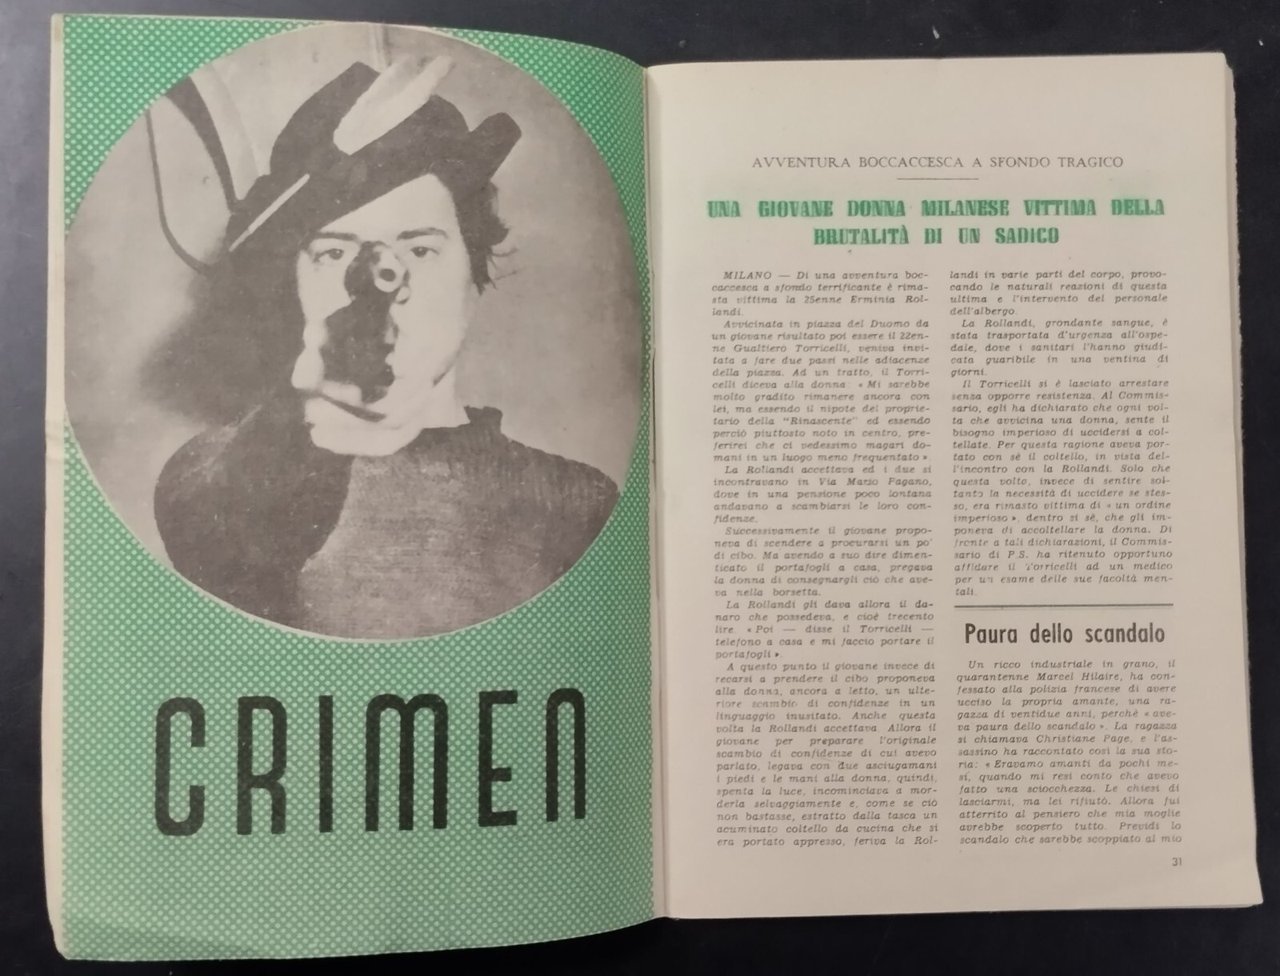 CRIMEN
AVVENTURA BOCCACCESCA A SFONDO TRAGICO
UNA GIOVANE DONNA MILANESE VITTIMA DELLA
BRUTALITÀ DI UN SADICO
MILANO — Di una avventura boc-
caccesca a sfondo terrificante è rima-
sta vittima la 25enne Erminia Rol-
landi.
Avvicinata in piazza del Duomo da
un giovane risultato poi essere il 22en-
ne Gualtiero Torricelli, veniva invi-
tata a fare due passi nelle adiacenze
della piazza. Ad un tratto, il Torri-
celli diceva alla donna: « Mi sarebbe
molto gradito rimanere ancora con
lei, ma essendo il nipote del proprie-
tario della "Rinascente" ed essendo
perciò piuttosto noto in centro, pre-
ferirei che ci vedessimo magari do-
mani in un luogo meno frequentato ».
La Rollandi accettava ed i due si
incontravano in Via Mario Pagano,
dove in una pensione poco lontana
andavano a scambiarsi le loro con-
fidenze.
Successivamente il giovane propo-
neva di scendere a procurarsi un po'
di cibo. Ma avendo a suo dire dimen-
ticato il portafogli a casa, pregava
la donna di consegnargli ciò che ave-
va nella borsetta.
La Rollandi gli dava allora il da-
naro che possedeva, e cioè trecento
lire « Poi — disse il Torricelli —
telefono a casa e mi faccio portare il
portafogli ».
A questo punto il giovane invece di
recarsi a prendere il cibo proponeva
alla donna, ancora a letto, un ulte-
riore scambio di confidenze in un
linguaggio inusitato. Anche questa
volta la Rollandi accettava. Allora il
giovane per preparare l'originale
scambio di confidenze di cui avevo
parlato, legava con due asciugamani
i piedi e le mani alla donna, quindi,
spenta la luce, incominciava a mor-
derla selvaggiamente e, come se ciò
non bastasse, estratto dalla tasca un
acuminato coltello da cucina che si
era portato appresso, feriva la Rol-
landi in varie parti del corpo, provo-
cando le naturali reazioni di questa
ultima e l'intervento del personale
dell'albergo.
La Rollandi, grondante sangue, è
stata trasportata d'urgenza all'ospe-
dale, dove i sanitari l'hanno giudi-
cata guaribile in una ventina di
giorni.
Il Torricelli si è lasciato arrestare
senza opporre resistenza. Al Commis-
sario, egli ha dichiarato che ogni vol-
ta che avvicina una donna, sente il
bisogno imperioso di uccidersi a col-
tellate. Per questa ragione aveva por-
tato con sè il coltello, in vista del-
l'incontro con la Rollandi. Solo che
questa volta, invece di sentire sol-
tanto la necessità di uccidere se stes-
so, era rimasto vittima di « un ordine
imperioso », dentro si sè, che gli im-
poneva di accoltellare la donna. Di
fronte a tali dichiarazioni, il Commis-
sario di P.S. ha ritenuto opportuno
affidare il Torricelli ad un medico
per un esame delle sue facoltà men-
tali.
Paura dello scandalo
Un ricco industriale in grano, il
quarantenne Marcel Hilaire, ha con-
fessato alla polizia francese di avere
ucciso la propria amante, una ra-
gazza di ventidue anni, perchè « ave-
va paura dello scandalo ». La ragazza
si chiamava Christiane Page, e l'as-
sassino ha raccontato così la sua sto-
ria: « Eravamo amanti da pochi me-
si, quando mi resi conto che avevo
fatto una sciocchezza. Le chiesi di
lasciarmi, ma lei rifiutò. Allora fui
atterrito al pensiero che mia moglie
avrebbe scoperto tutto. Previdi lo
scandalo che sarebbe scoppiato al mio
31